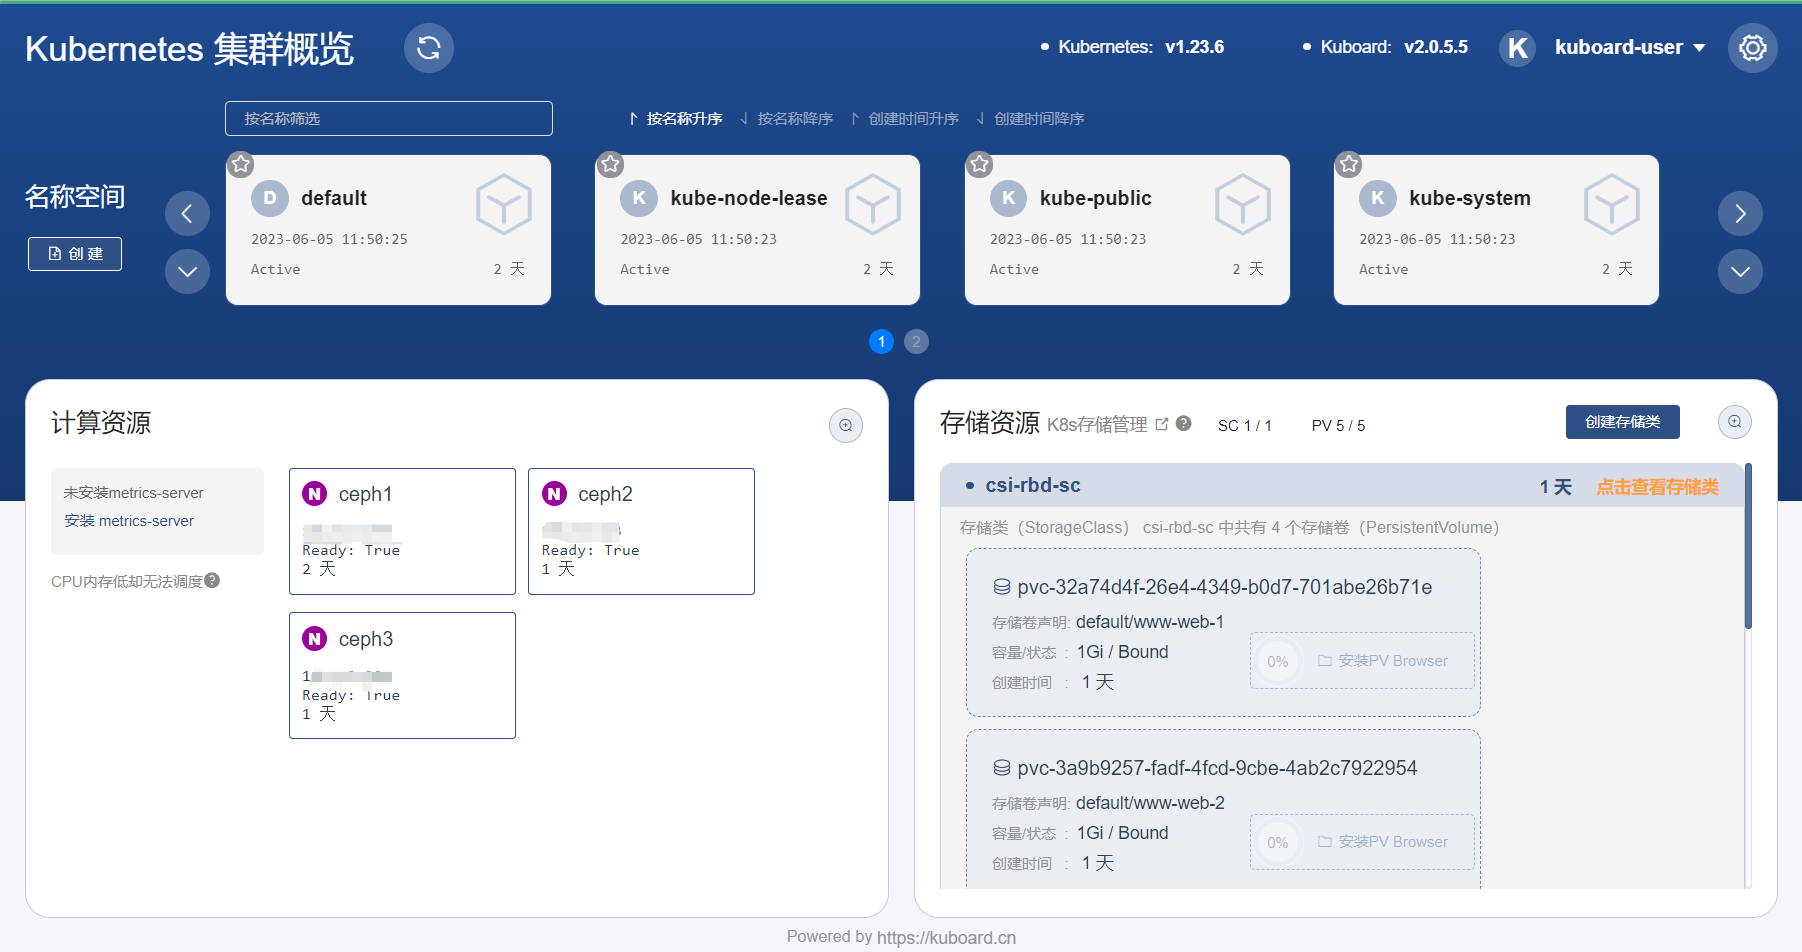 Kubernetes 集群概览
Kubernetes: v1.23.6
Kuboard: v2.0.5.5
K
kuboard-user
按名称筛选
按名称升序 按名称降序 创建时间升序 创建时间降序
名称空间
创 建
D default
2023-06-05 11:50:25
Active 2 天
K kube-node-lease
2023-06-05 11:50:23
Active 2 天
K kube-public
2023-06-05 11:50:23
Active 2 天
K kube-system
2023-06-05 11:50:23
Active 2 天
1 2
计算资源
未安装metrics-server
安装 metrics-server
CPU内存低却无法调度?
N ceph1
Ready: True
2 天
N ceph2
Ready: True
1 天
N ceph3
Ready: True
1 天
存储资源 K8s存储管理 ? SC 1 / 1 PV 5 / 5 创建存储类
csi-rbd-sc 1 天 点击查看存储类
存储类（StorageClass） csi-rbd-sc 中共有 4 个存储卷（PersistentVolume）
pvc-32a74d4f-26e4-4349-b0d7-701abe26b71e
存储卷声明: default/www-web-1
容量/状态 : 1Gi / Bound
创建时间 : 1 天
0% 安装PV Browser
pvc-3a9b9257-fadf-4fcd-9cbe-4ab2c7922954
存储卷声明: default/www-web-2
容量/状态 : 1Gi / Bound
创建时间 : 1 天
0% 安装PV Browser
Powered by https://kuboard.cn